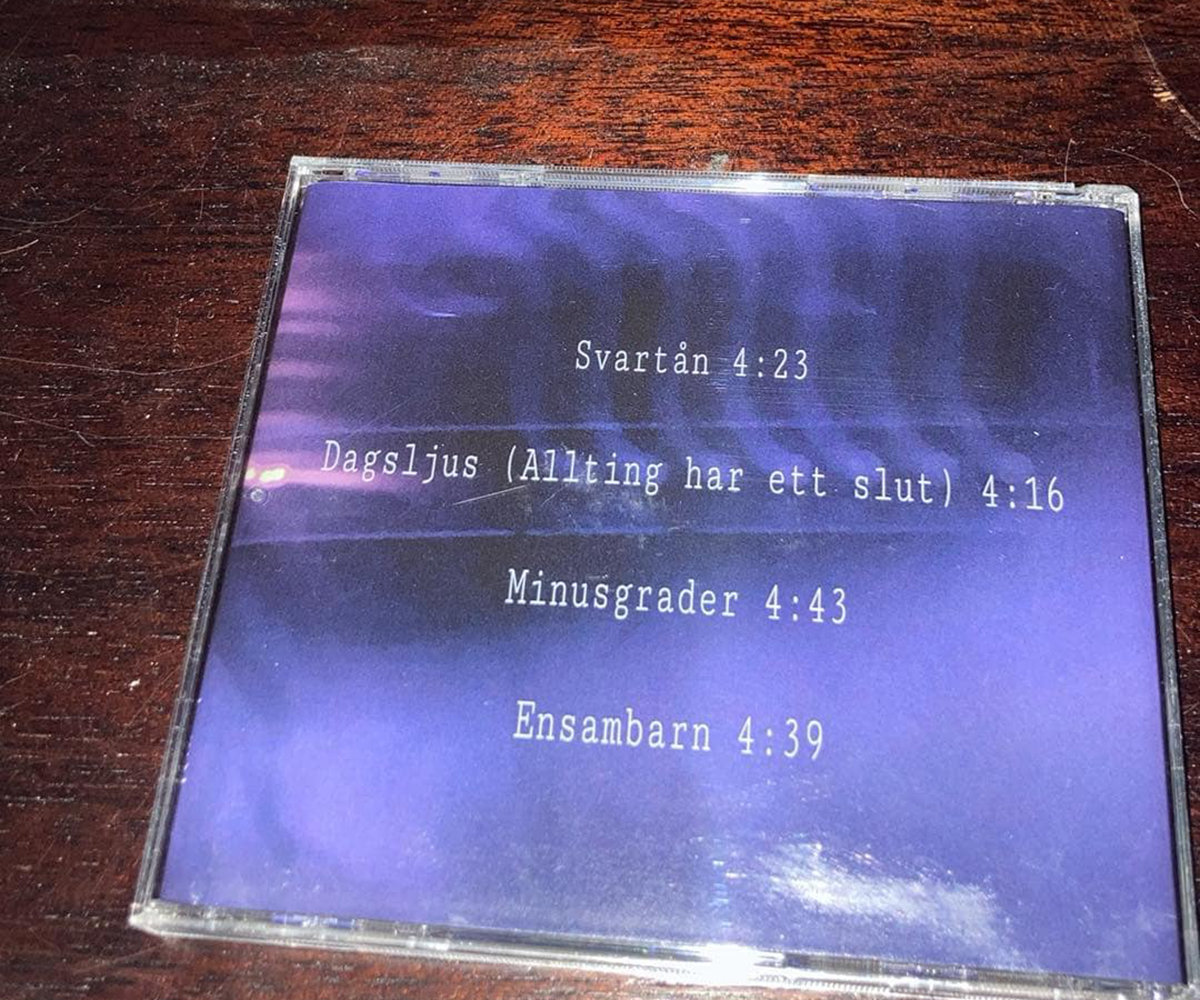 Svartån 4:23
Dagsljus (Allting har ett slut) 4:16
Minusgrader 4:43
Ensambarn 4:39